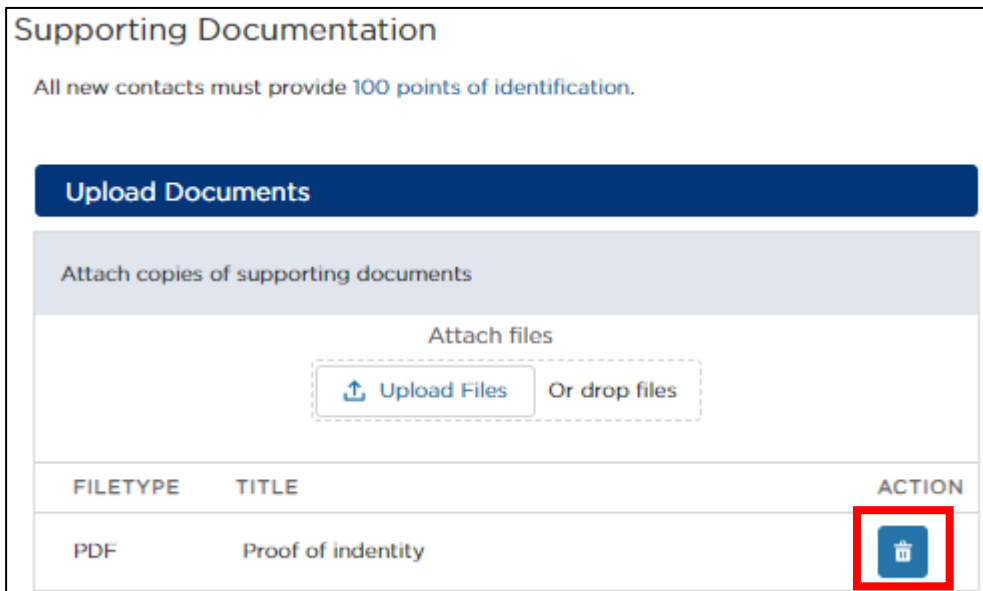 Supporting Documentation
All new contacts must provide 100 points of identification.
Upload Documents
Attach copies of supporting documents
Attach files
Upload Files Or drop files
FILETYPE TITLE ACTION
PDF Proof of indentity